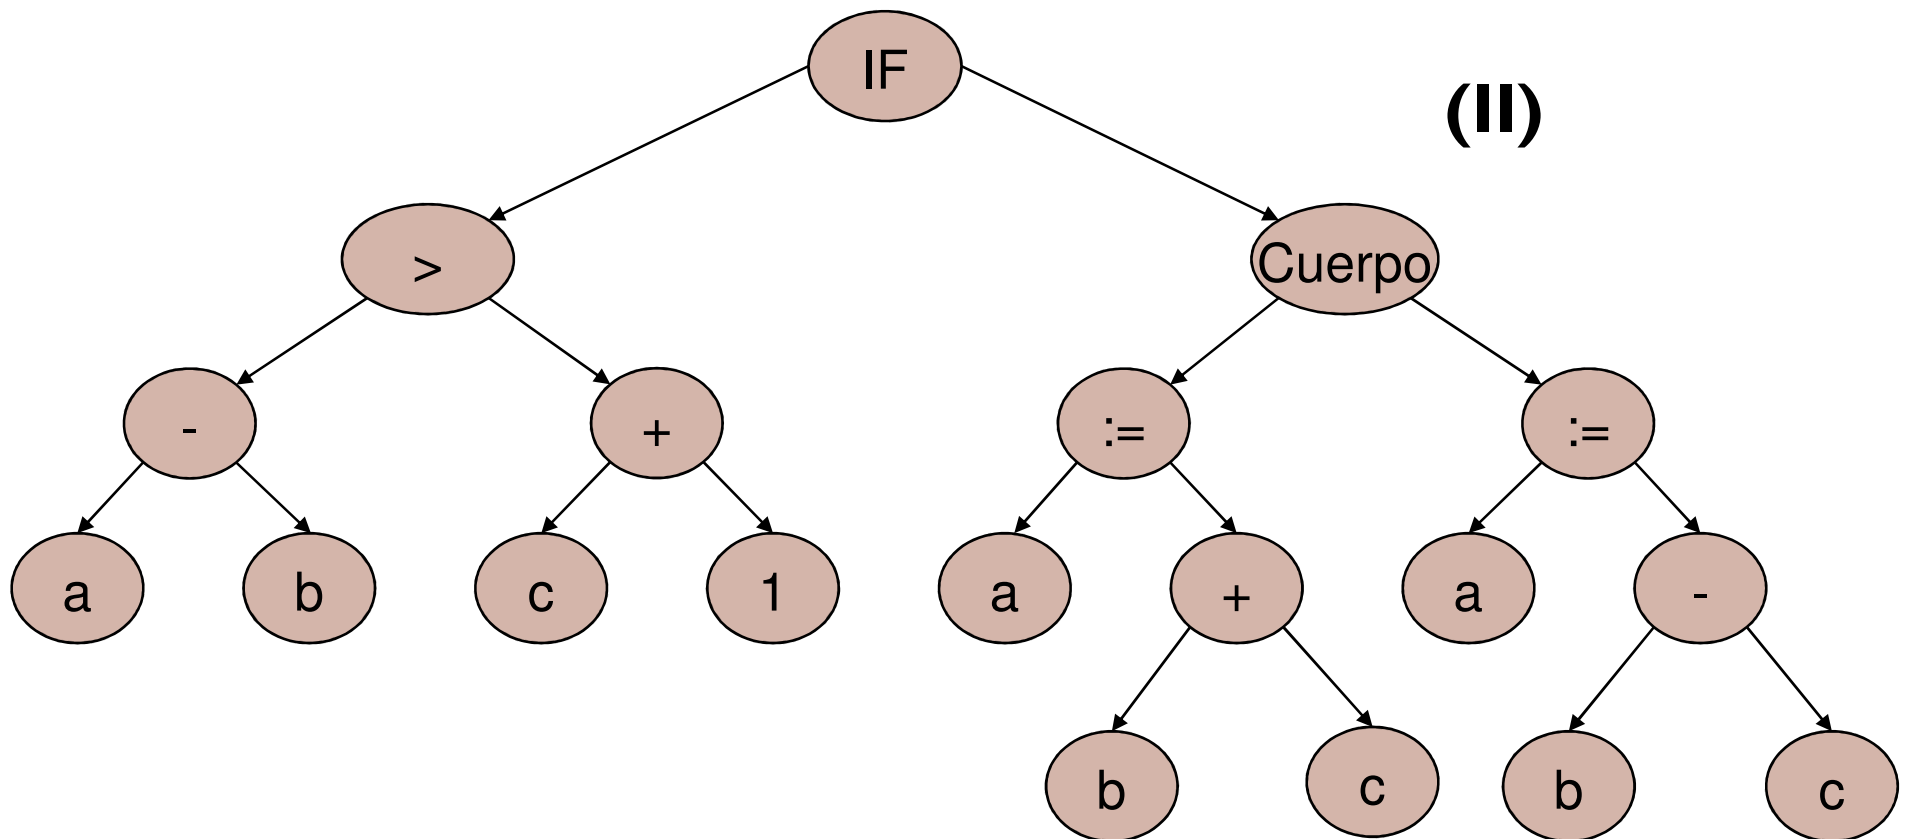 IF
(II)
>
Cuerpo
-
+
:=
:=
a
b
c
1
a
+
a
-
b
c
b
c